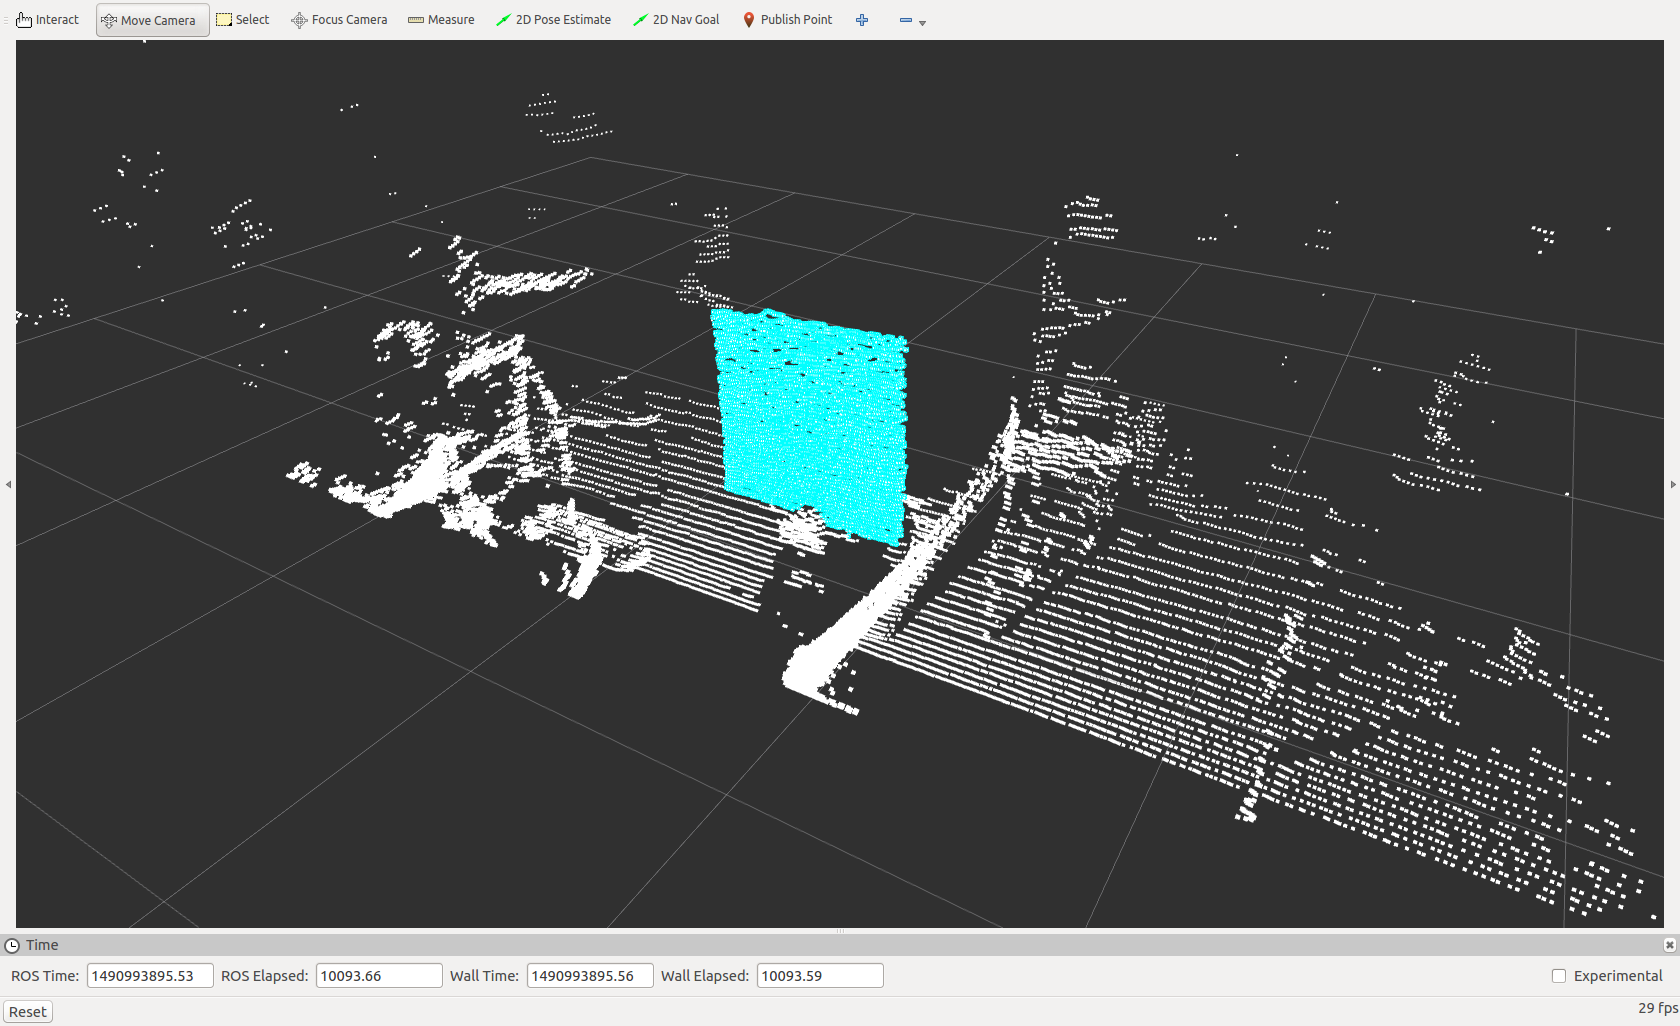 Interact Move Camera Select Focus Camera Measure 2D Pose Estimate 2D Nav Goal Publish Point
Time
ROS Time: 1490993895.53 ROS Elapsed: 10093.66 Wall Time: 1490993895.56 Wall Elapsed: 10093.59 Experimental
Reset 29 fps